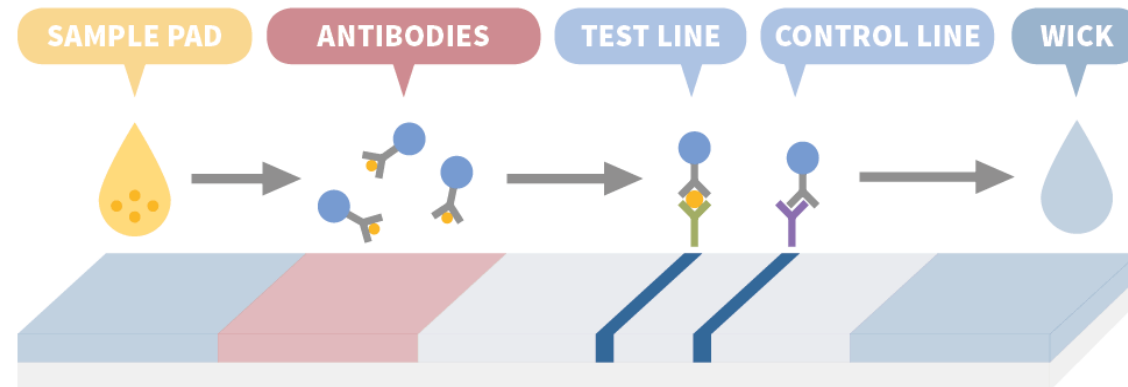 SAMPLE PAD
ANTIBODIES
TEST LINE
CONTROL LINE
WICK